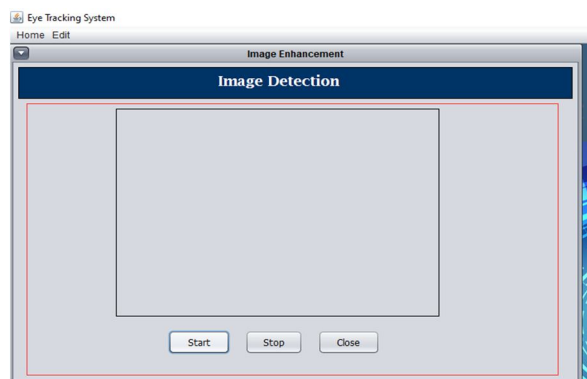 Eye Tracking System
Home Edit
Image Enhancement
Image Detection
Start Stop Close